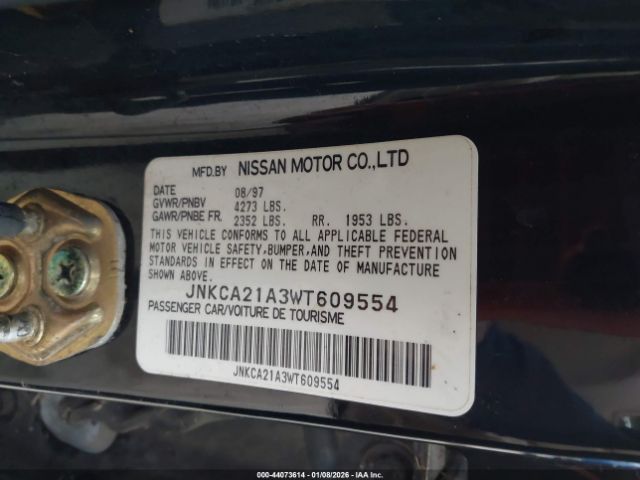 MFD.BY NISSAN MOTOR CO.,LTD
DATE 08/97
GVWR/PNBV 4273 LBS.
GAWR/PNBE FR. 2352 LBS. RR. 1953 LBS.
THIS VEHICLE CONFORMS TO ALL APPLICABLE FEDERAL
MOTOR VEHICLE SAFETY, BUMPER, AND THEFT PREVENTION
STANDARDS IN EFFECT ON THE DATE OF MANUFACTURE
SHOWN ABOVE.
JNKCA21A3WT609554
PASSENGER CAR/VOITURE DE TOURISME
JNKCA21A3WT609554
000-44073614 - 01/08/2026 - IAAI - COPART